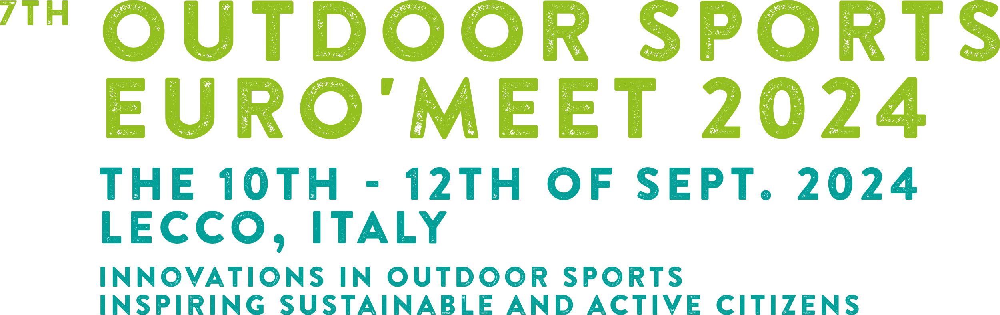 7TH OUTDOOR SPORTS
EURO'MEET 2024
THE 10TH - 12TH OF SEPT. 2024
LECCO, ITALY
INNOVATIONS IN OUTDOOR SPORTS
INSPIRING SUSTAINABLE AND ACTIVE CITIZENS